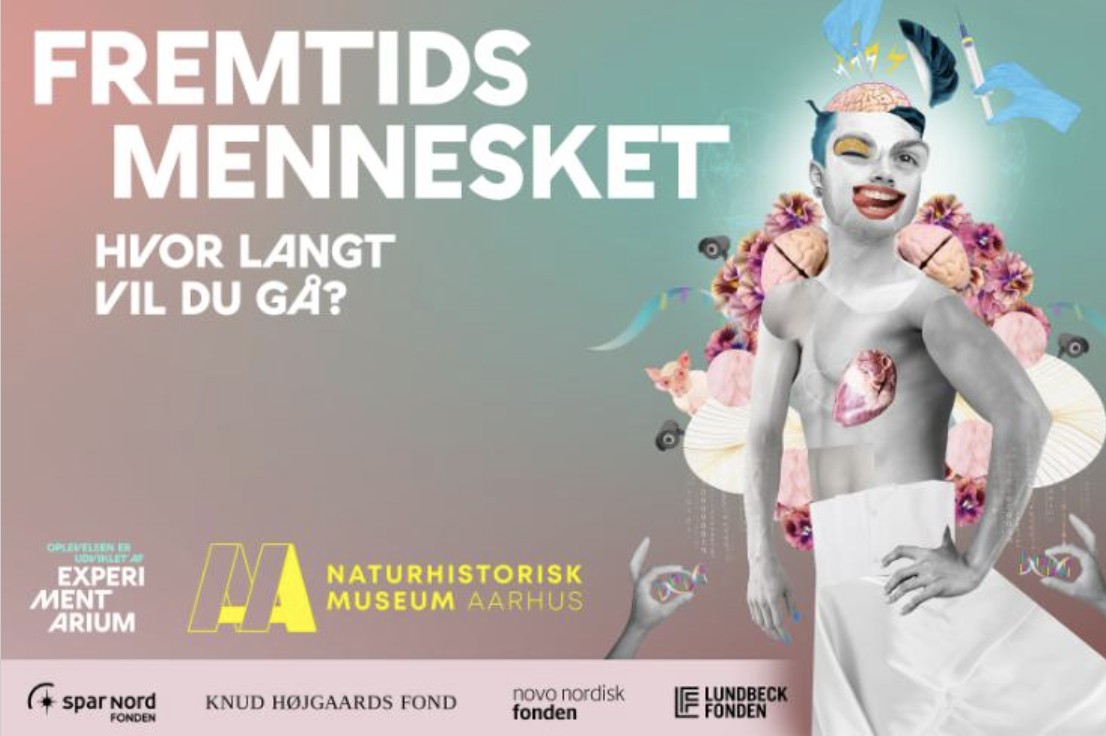 FREMTIDS
MENNESKET
HVOR LANGT
VIL DU GÅ?
OPLEVELSEN ER
UDVIKLET AF
EXPERI
MENT
ARIUM
NATURHISTORISK
MUSEUM AARHUS
spar nord
FONDEN
KNUD HØJGAARDS FOND
novo nordisk
fonden
LUNDBECK
FONDEN